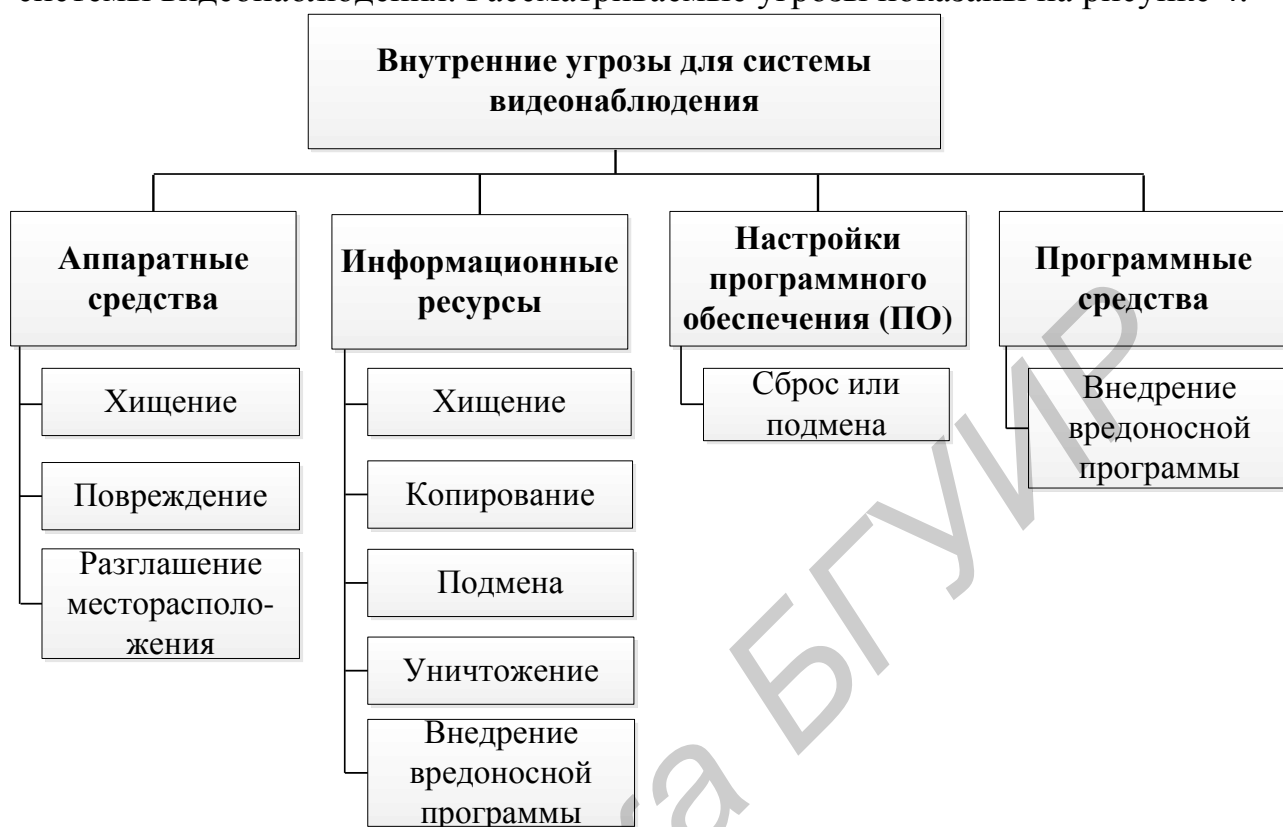 системы видеонаблюдения. Рассматриваемые угрозы показаны на рисунке 4.
Внутренние угрозы для системы
видеонаблюдения
Аппаратные
средства
Хищение
Повреждение
Разглашение
месторасполо-
жения
Информационные
ресурсы
Хищение
Копирование
Подмена
Уничтожение
Внедрение
вредоносной
программы
Настройки
программного
обеспечения (ПО)
Сброс или
подмена
Программные
средства
Внедрение
вредоносной
программы
БГУИР